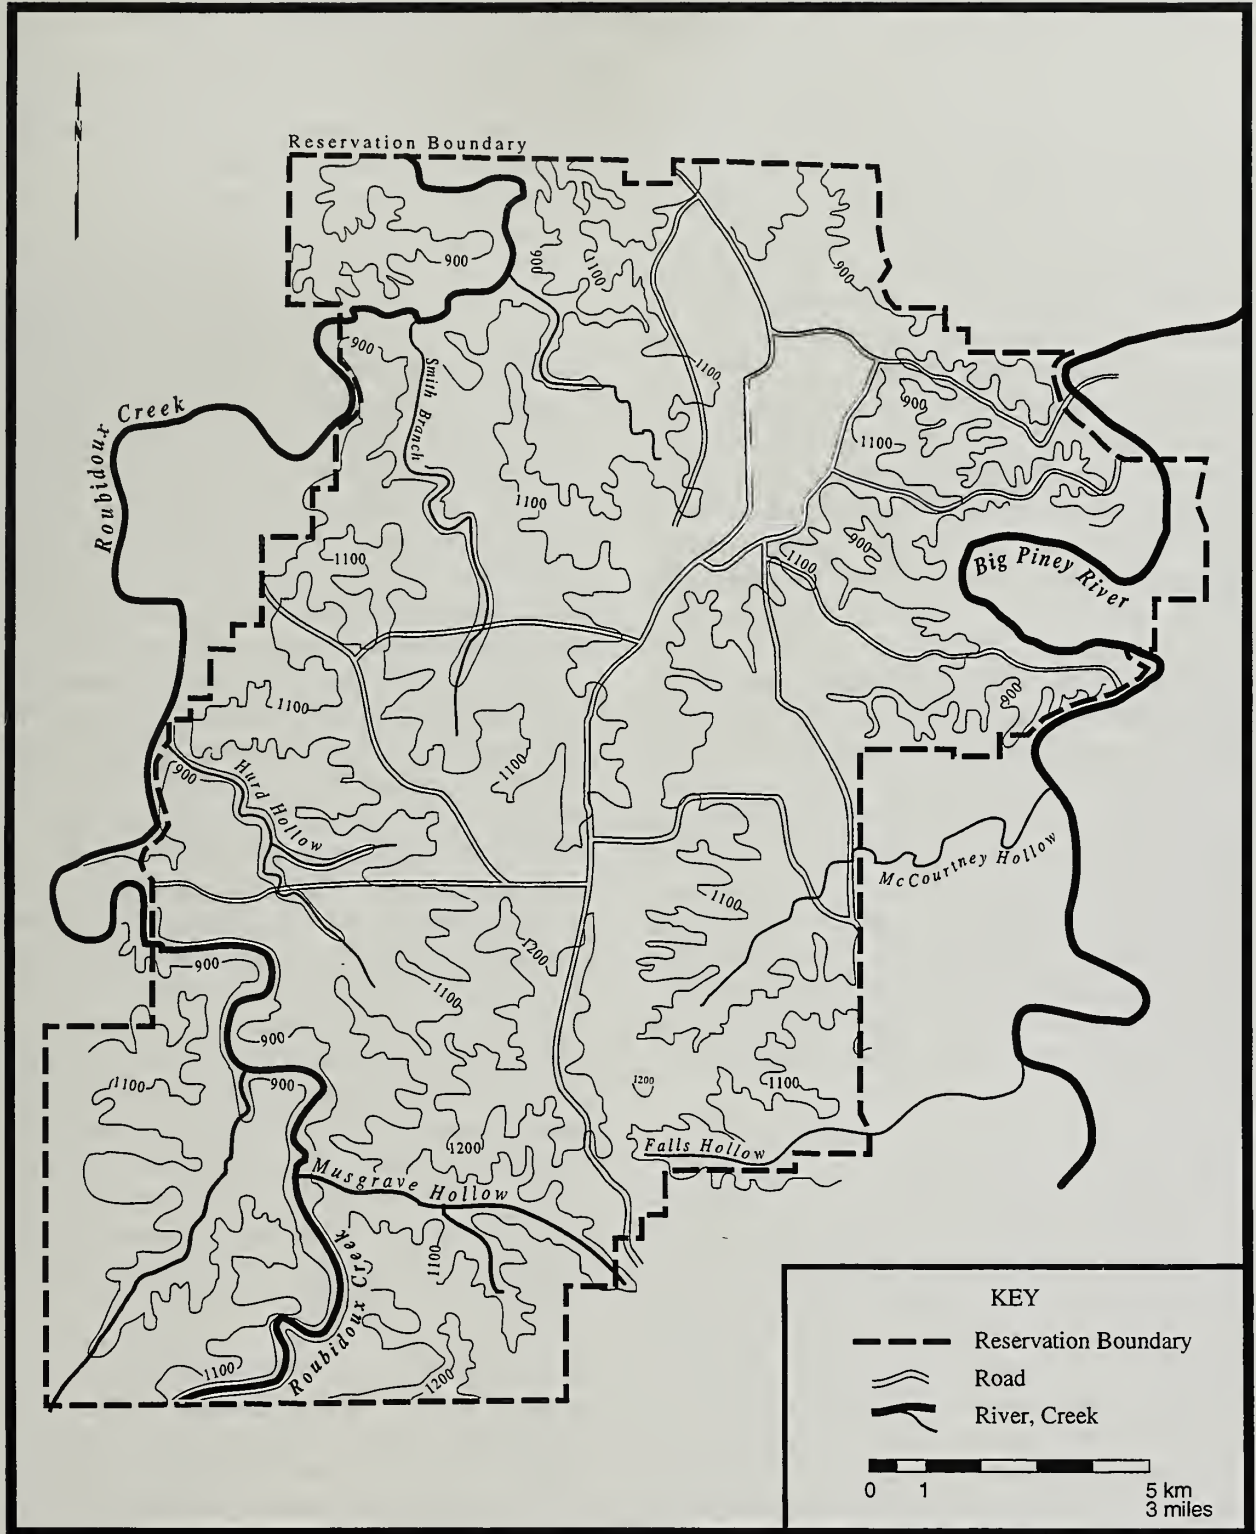 N
Reservation Boundary
900
900
1100
900
900
Smith Branch
1100
900
Roubidoux Creek
1100
1100
900
1100
1100
Big Piney River
1100
900
1100
900
Hurd Hollow
McCourtney Hollow
1100
1200
900
1100
900
1100
900
1200
1100
1200
Falls Hollow
Musgrave Hollow
1100
Roubidoux Creek
1100
1200
KEY
Reservation Boundary
Road
River, Creek
0 1 5 km
3 miles